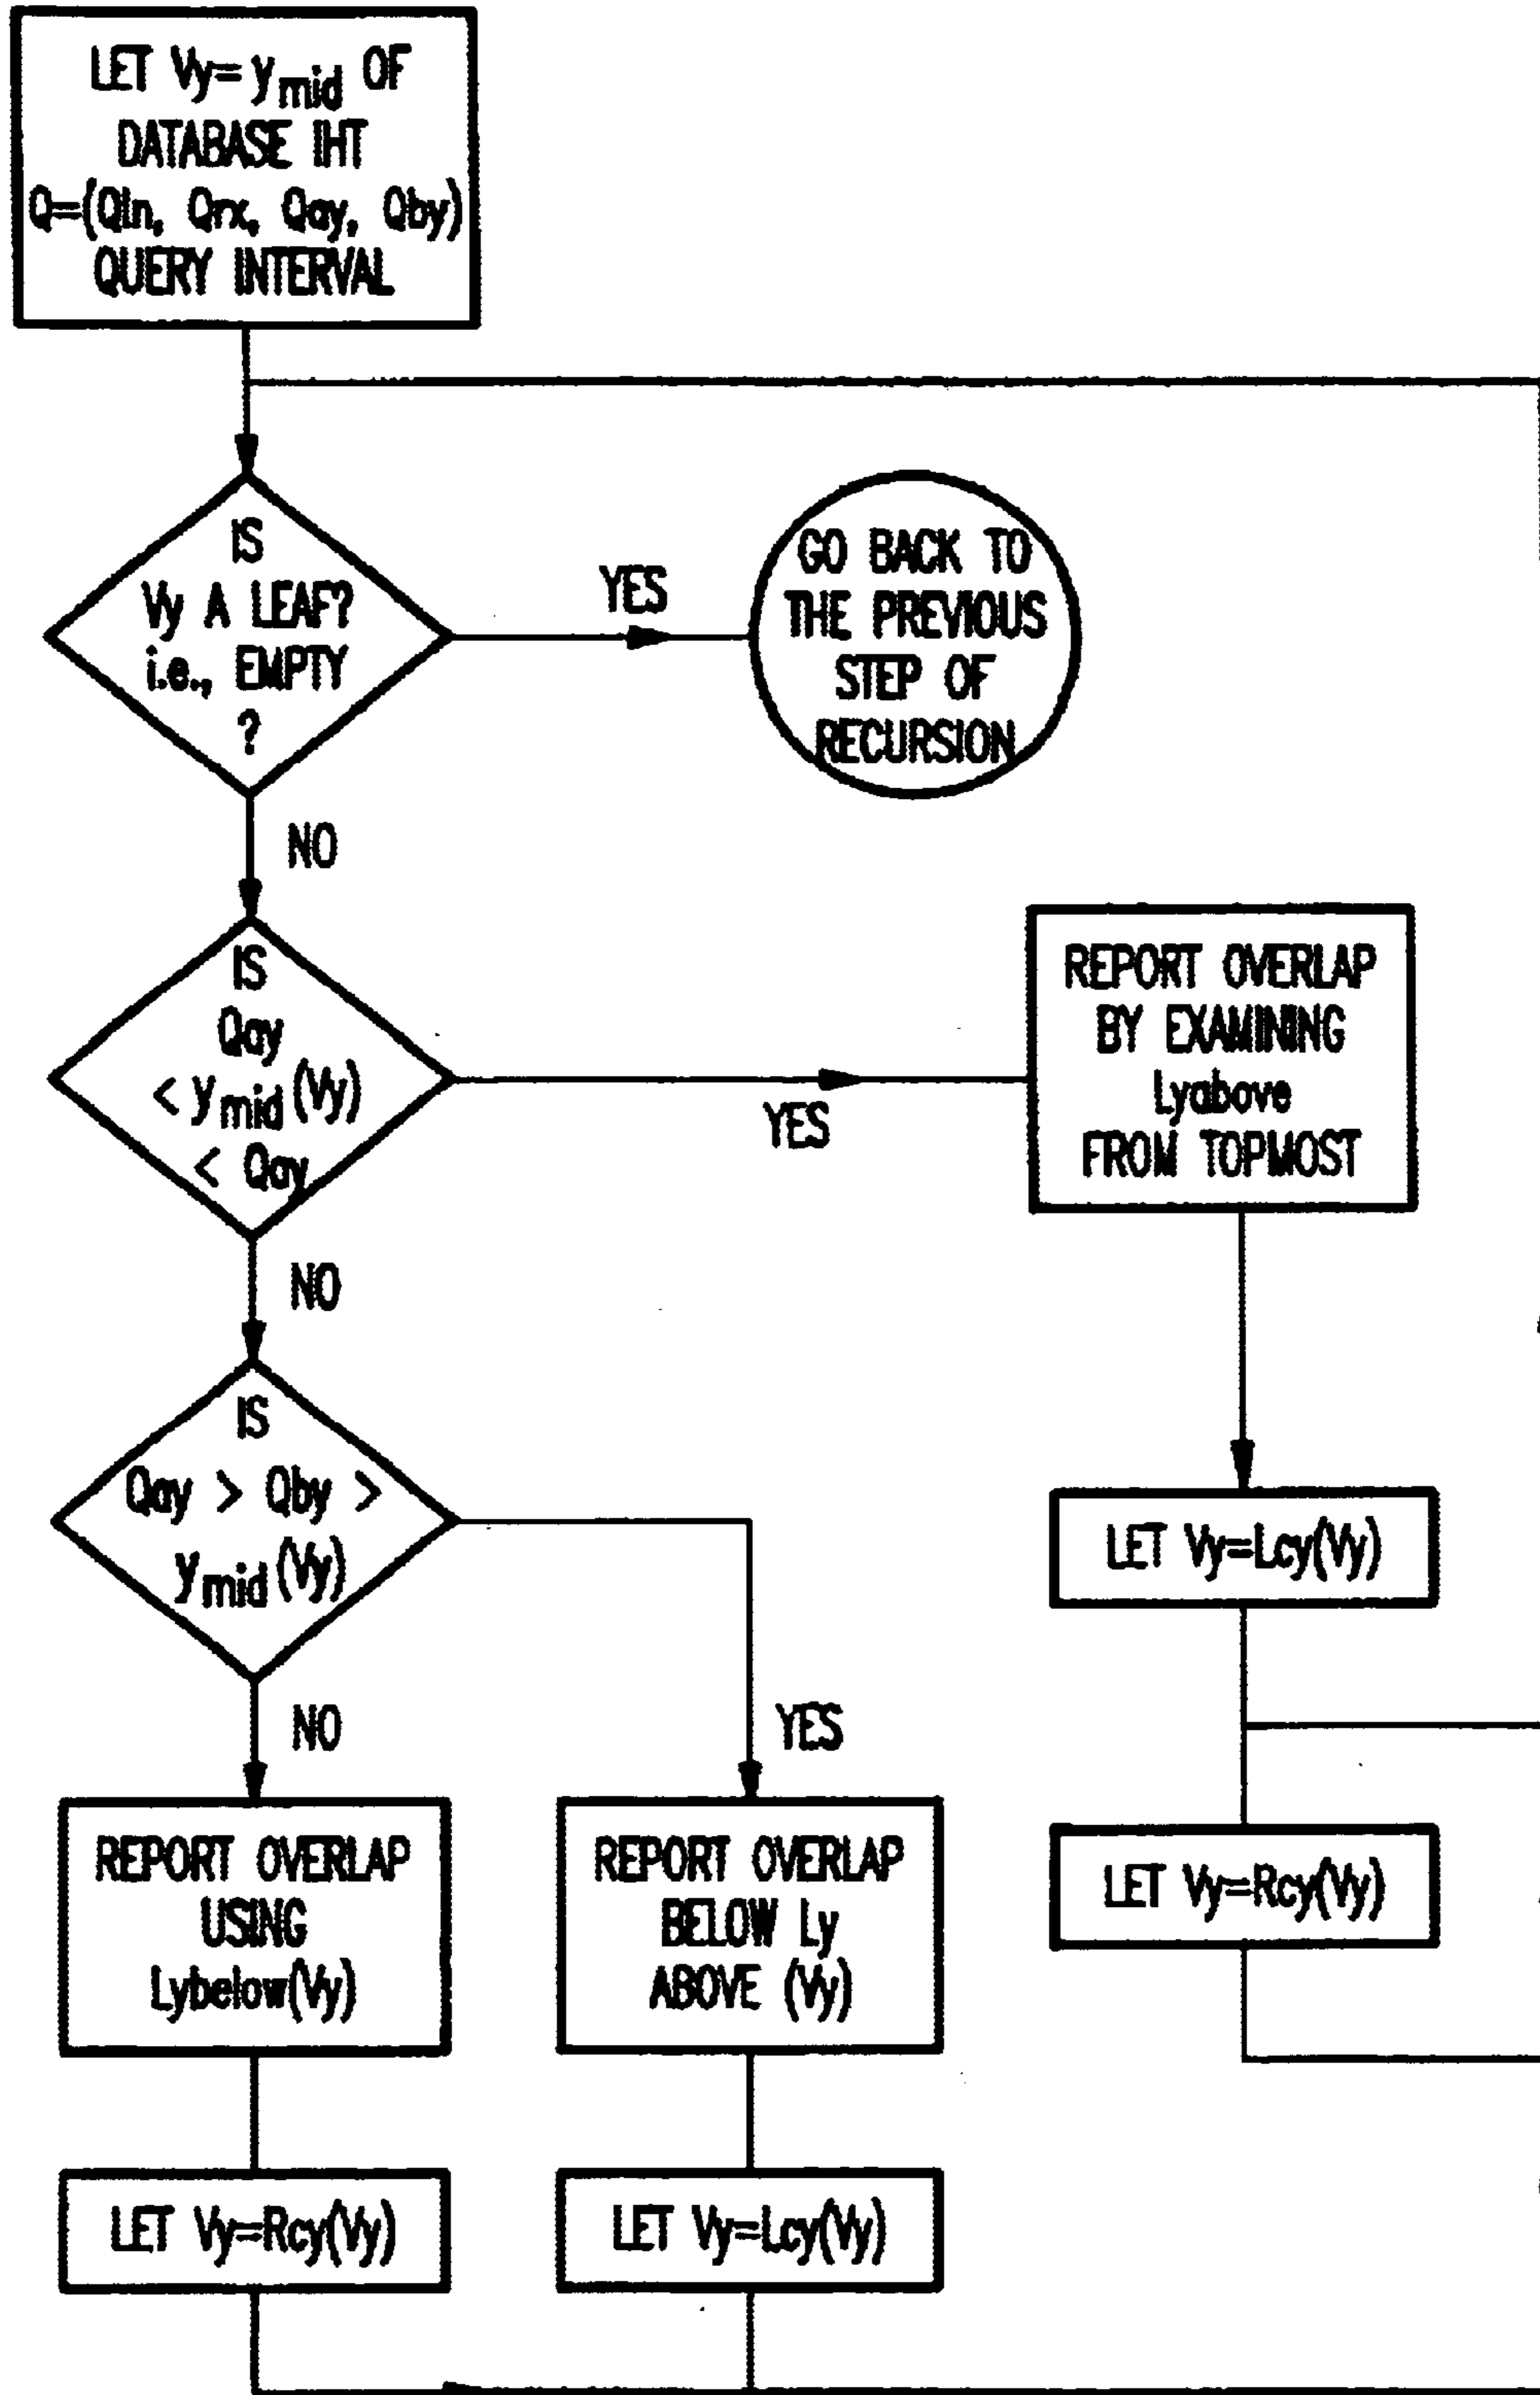 LET Vy= ymid OF
DATABASE IHT
Q=(Qln, Qrx, Qay, Qby)
QUERY INTERVAL
IS
Vy A LEAF?
i.e., EMPTY
?
YES
GO BACK TO
THE PREVIOUS
STEP OF
RECURSION
NO
IS
Qay
< ymid (Vy)
< Qay
YES
REPORT OVERLAP
BY EXAMINING
Lyabove
FROM TOPMOST
NO
IS
Qay > Qby >
ymid (Vy)
LET Vy=Lcy(Vy)
NO
YES
REPORT OVERLAP
USING
Lybelow(Vy)
REPORT OVERLAP
BELOW Ly
ABOVE (Vy)
LET Vy=Rcy(Vy)
LET Vy=Rcy(Vy)
LET Vy=Lcy(Vy)